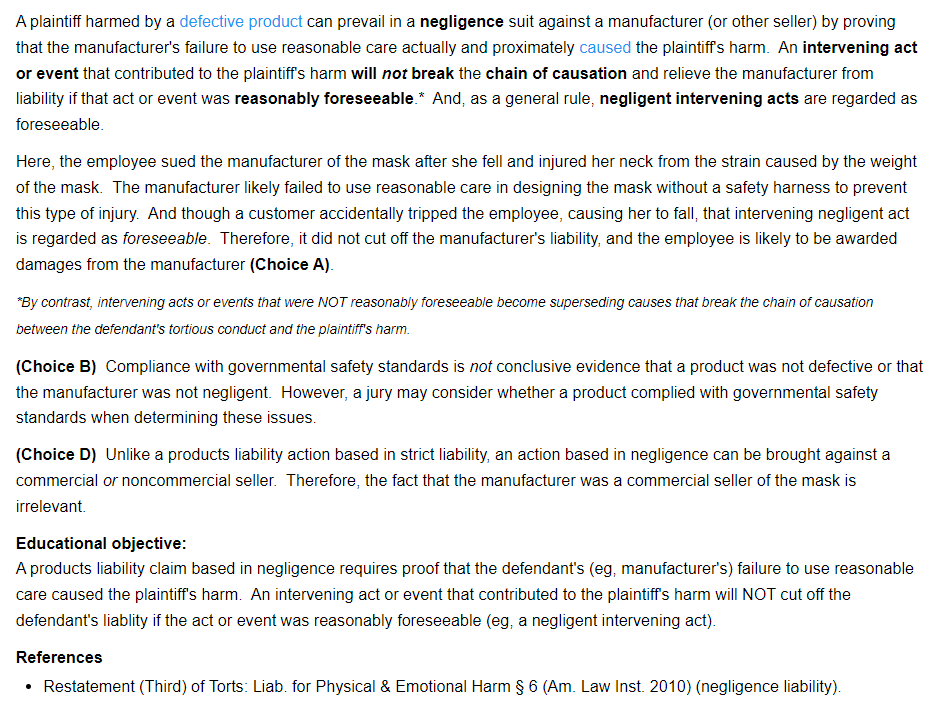 A plaintiff harmed by a defective product can prevail in a negligence suit against a manufacturer (or other seller) by proving
that the manufacturer's failure to use reasonable care actually and proximately caused the plaintiff's harm. An intervening act
or event that contributed to the plaintiff's harm will not break the chain of causation and relieve the manufacturer from
liability if that act or event was reasonably foreseeable.* And, as a general rule, negligent intervening acts are regarded as
foreseeable.
Here, the employee sued the manufacturer of the mask after she fell and injured her neck from the strain caused by the weight
of the mask. The manufacturer likely failed to use reasonable care in designing the mask without a safety harness to prevent
this type of injury. And though a customer accidentally tripped the employee, causing her to fall, that intervening negligent act
is regarded as foreseeable. Therefore, it did not cut off the manufacturer's liability, and the employee is likely to be awarded
damages from the manufacturer (Choice A).
*By contrast, intervening acts or events that were NOT reasonably foreseeable become superseding causes that break the chain of causation
between the defendant's tortious conduct and the plaintiff's harm.
(Choice B) Compliance with governmental safety standards is not conclusive evidence that a product was not defective or that
the manufacturer was not negligent. However, a jury may consider whether a product complied with governmental safety
standards when determining these issues.
(Choice D) Unlike a products liability action based in strict liability, an action based in negligence can be brought against a
commercial or noncommercial seller. Therefore, the fact that the manufacturer was a commercial seller of the mask is
irrelevant.
Educational objective:
A products liability claim based in negligence requires proof that the defendant's (eg, manufacturer's) failure to use reasonable
care caused the plaintiff's harm. An intervening act or event that contributed to the plaintiff's harm will NOT cut off the
defendant's liablity if the act or event was reasonably foreseeable (eg, a negligent intervening act).
References
• Restatement (Third) of Torts: Liab. for Physical & Emotional Harm § 6 (Am. Law Inst. 2010) (negligence liability).